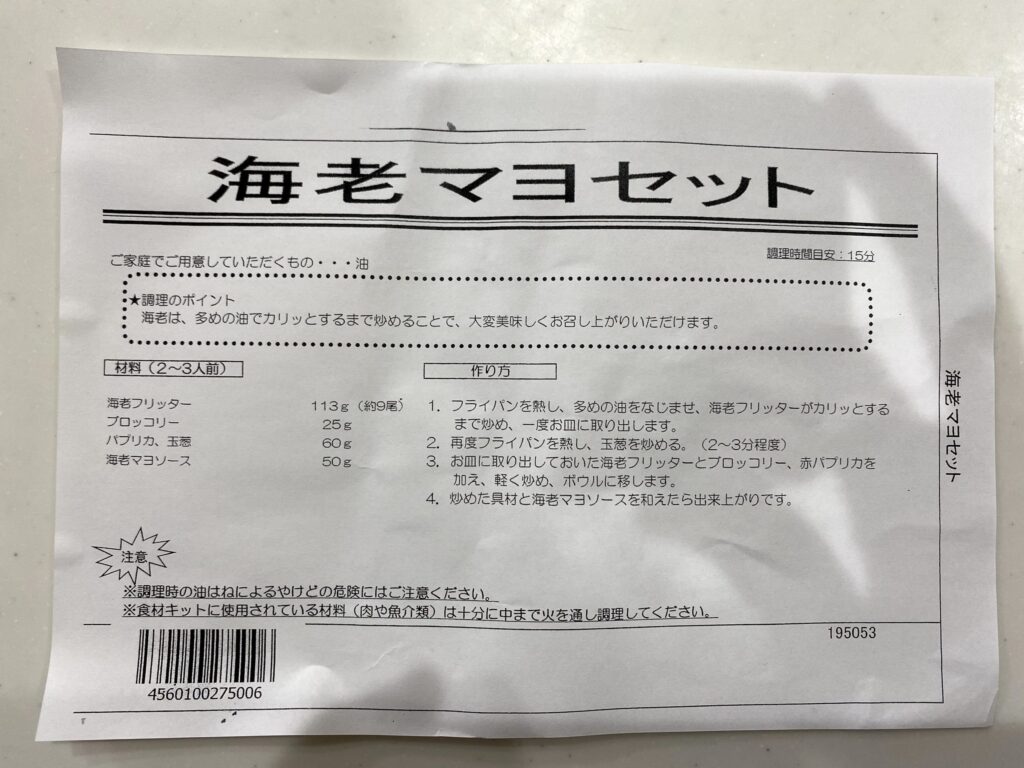 海老マヨセット
調理時間目安：15分
ご家庭でご用意していただくもの・・・油
★調理のポイント
海老は、多めの油でカリッとするまで炒めることで、大変美味しくお召し上がりいただけます。
材料（2～3人前）
海老フリッター 113g（約9尾）
ブロッコリー 25g
パプリカ、玉葱 60g
海老マヨソース 50g
作り方
1. フライパンを熱し、多めの油をなじませ、海老フリッターがカリッとする
まで炒め、一度お皿に取り出します。
2. 再度フライパンを熱し、玉葱を炒める。（2～3分程度）
3. お皿に取り出しておいた海老フリッターとブロッコリー、赤パプリカを
加え、軽く炒め、ボウルに移します。
4. 炒めた具材と海老マヨソースを和えたら出来上がりです。
海老マヨセット
注意
※調理時の油はねによるやけどの危険にはご注意ください。
※食材キットに使用されている材料（肉や魚介類）は十分に中まで火を通し調理してください。
195053
4560100275006